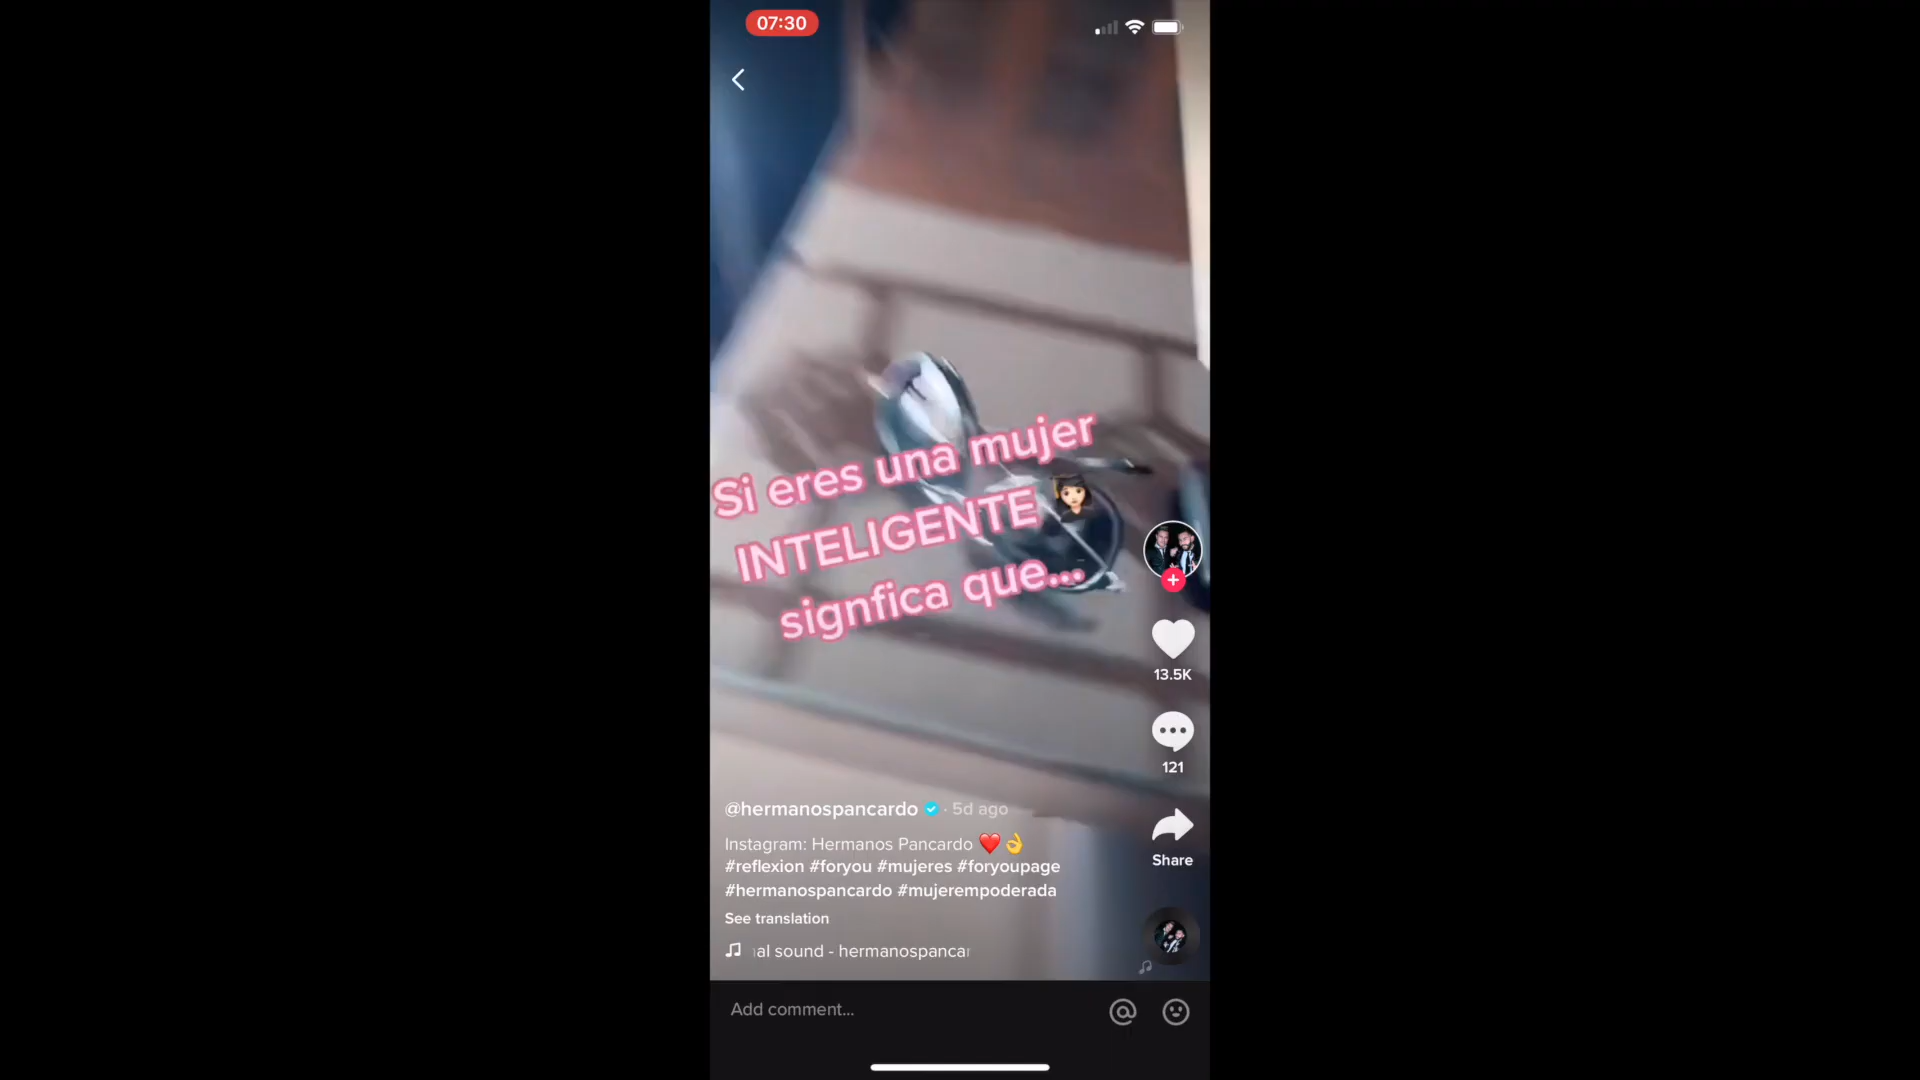 07:30
Si eres una mujer
INTELIGENTE
signfica que...
13.5K
121
@hermanospancardo · 5d ago
Instagram: Hermanos Pancardo
#reflexion #foryou #mujeres #foryoupage
#hermanospancardo #mujerempoderada
Share
See translation
al sound - hermanospancar
Add comment...